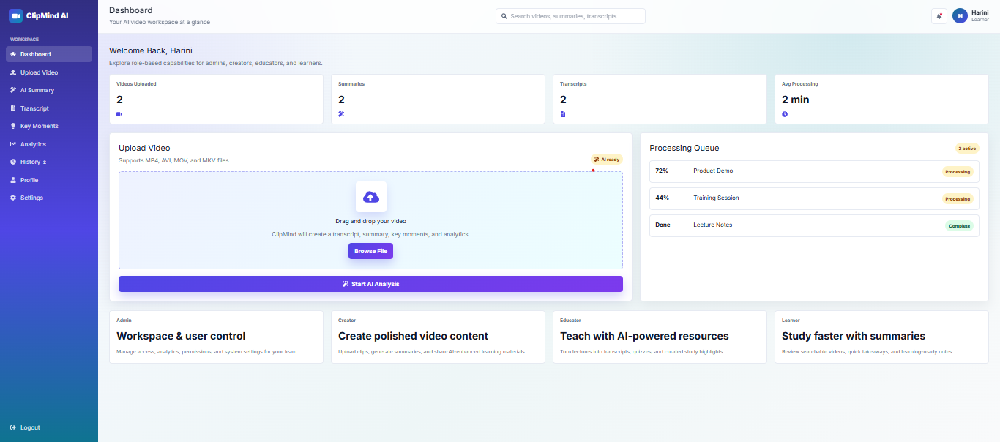 ClipMind AI
WORKSPACE
Dashboard
Upload Video
AI Summary
Transcript
Key Moments
Analytics
History 2
Profile
Settings
Logout
Dashboard
Your AI video workspace at a glance
Search videos, summaries, transcripts
H
Harini
Learner
Welcome Back, Harini
Explore role-based capabilities for admins, creators, educators, and learners.
Videos Uploaded
2
Summaries
2
Transcripts
2
Avg Processing
2 min
Upload Video
Supports MP4, AVI, MOV, and MKV files.
AI ready
Drag and drop your video
ClipMind will create a transcript, summary, key moments, and analytics.
Browse File
Start AI Analysis
Processing Queue
2 active
72% Product Demo Processing
44% Training Session Processing
Done Lecture Notes Complete
Admin
Workspace & user control
Manage access, analytics, permissions, and system settings for your team.
Creator
Create polished video content
Upload clips, generate summaries, and share AI-enhanced learning materials.
Educator
Teach with AI-powered resources
Turn lectures into transcripts, quizzes, and curated study highlights.
Learner
Study faster with summaries
Review searchable videos, quick takeaways, and learning-ready notes.